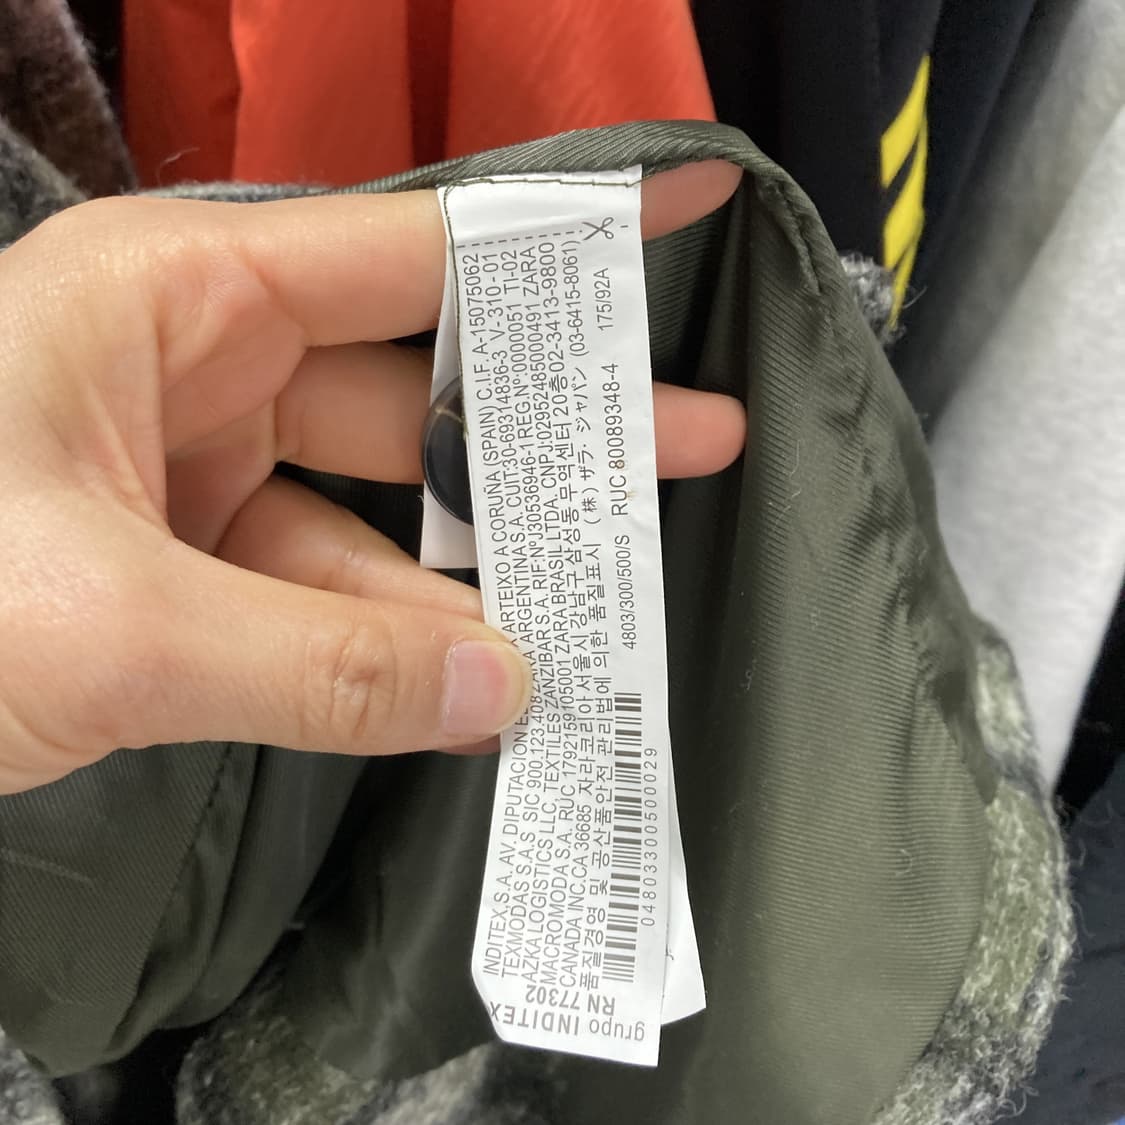 INDITEX,S.A. AV. DIPUTACION ARTEIXO A CORUÑA (SPAIN) C.I.F. A-15075062
TEXMODAS S.A.S SIC 900.123.408 ZARA ARGENTINA S.A. CUIT:30-69314836-3 V-310-01
AZKA LOGISTICS LLC, TEXTILES ZANZIBAR S.A. RIF:NºJ30536946-1 REG.Nº:0000051 TI-02
MACROMODA S.A. RUC 1792159105001 ZARA BRASIL LTDA. CNPJ:02952485000491 ZARA
CANADA INC.CA 36685 자라코리아 서울시 강남구 삼성동 무역센터 20층 02-3413-9800
품질경영 및 공산품안전 관리법에 의한 품질표시 (株) ザラ・ジャパン (03-6415-8061)
4803/300/500/S RUC 80089348-4 175/92A
04803300500029
RN 77302
grupo INDITEX